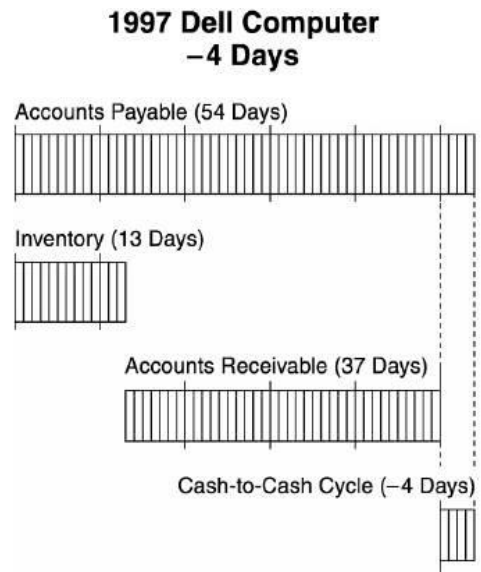 1997 Dell Computer
–4 Days
Accounts Payable (54 Days)
Inventory (13 Days)
Accounts Receivable (37 Days)
Cash-to-Cash Cycle (–4 Days)